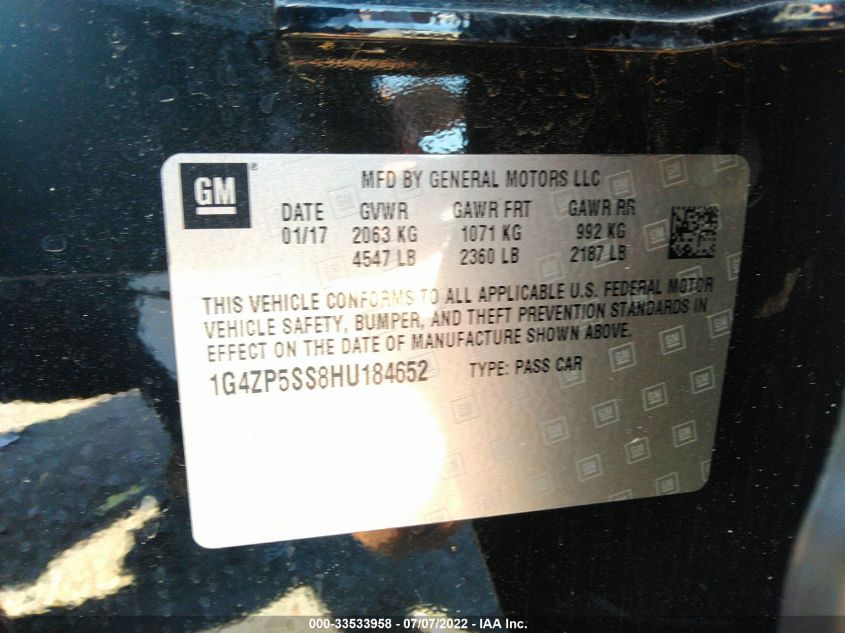 GM®
MFD BY GENERAL MOTORS LLC
DATE GVWR GAWR FRT GAWR RR
01/17 2063 KG 1071 KG 992 KG
4547 LB 2360 LB 2187 LB
THIS VEHICLE CONFORMS TO ALL APPLICABLE U.S. FEDERAL MOTOR
VEHICLE SAFETY, BUMPER, AND THEFT PREVENTION STANDARDS IN
EFFECT ON THE DATE OF MANUFACTURE SHOWN ABOVE.
1G4ZP5SS8HU184652 TYPE: PASS CAR
000-33533958 - 07/07/2022 - IAA Inc.